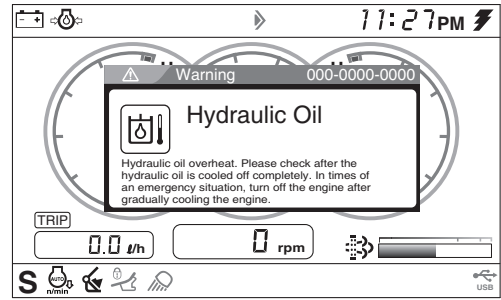 11:27PM
Warning 000-0000-0000
Hydraulic Oil
Hydraulic oil overheat. Please check after the
hydraulic oil is cooled off completely. In times of
an emergency situation, turn off the engine after
gradually cooling the engine.
TRIP
0.0 ℓ/h
0 rpm
S AUTO
n/min
USB